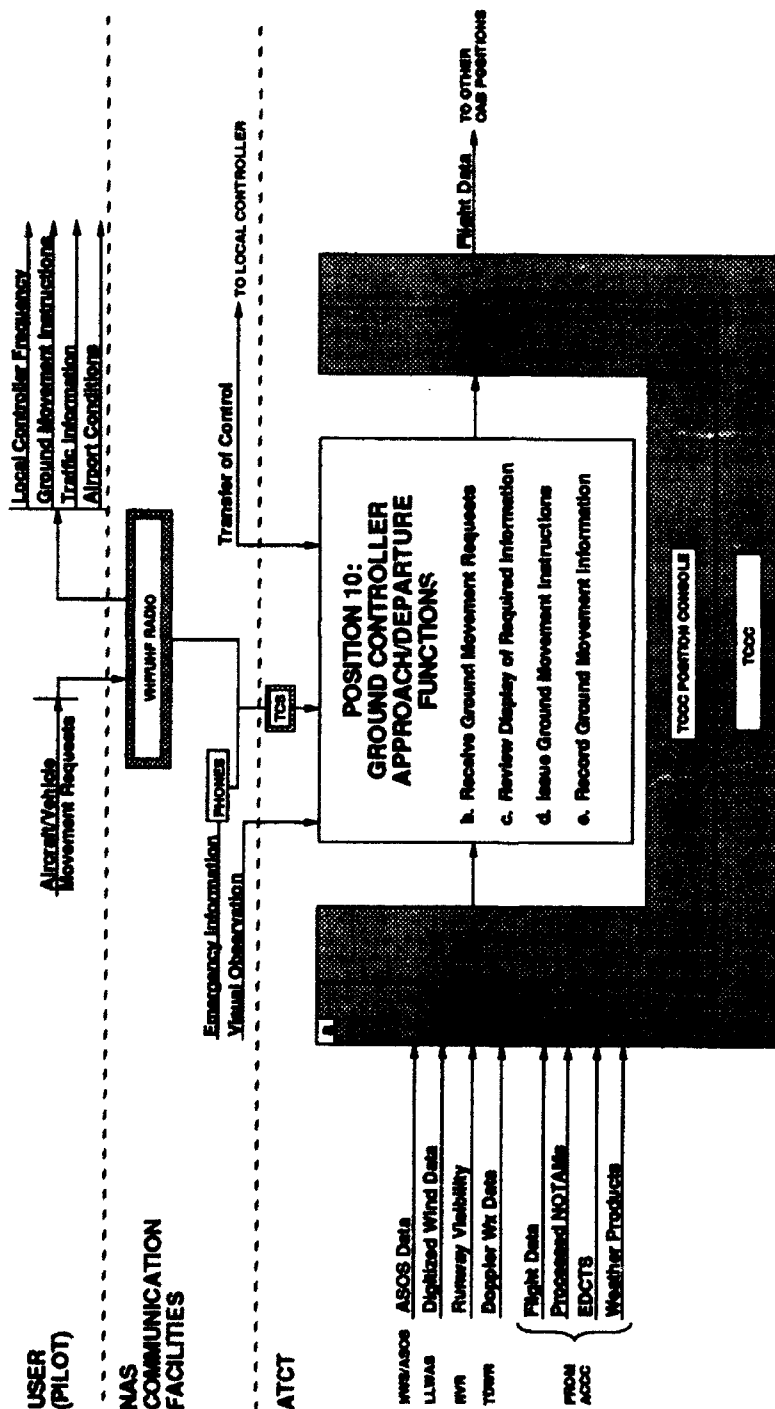 USER
(PILOT)
Aircraft/Vehicle
Movement Requests
Local Controller Frequency
Ground Movement Instructions
Traffic Information
Airport Conditions
NAS
COMMUNICATION
FACILITIES
VHF/UHF RADIO
Emergency Information
PHONES
Visual Observation
Transfer of Control
TO LOCAL CONTROLLER
ATCT
TCS
NWS/ASOS ASOS Data
LLWAS Digitized Wind Data
RVR Runway Visibility
TDWR Doppler Wx Data
FROM
ACCC
Flight Data
Processed NOTAMs
EDCTS
Weather Products
a
POSITION 10:
GROUND CONTROLLER
APPROACH/DEPARTURE
FUNCTIONS
b. Receive Ground Movement Requests
c. Review Display of Required Information
d. Issue Ground Movement Instructions
e. Record Ground Movement Information
Flight Data
TO OTHER
CAB POSITIONS
TCCC POSITION CONSOLE
TCCC